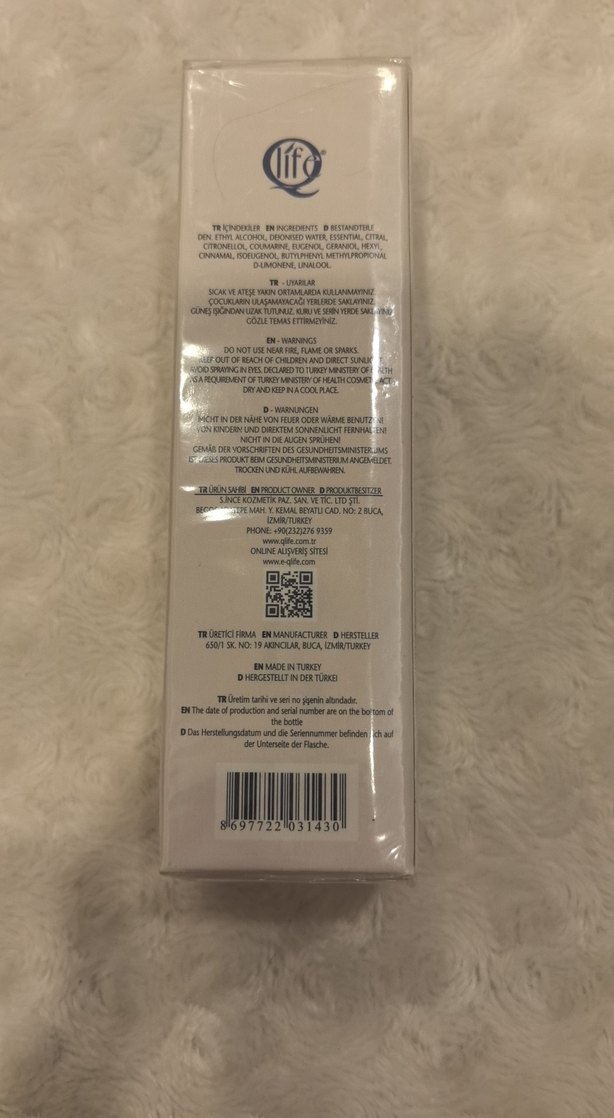 Qlife®
TR İÇİNDEKİLER EN INGREDIENTS D BESTANDTEILE
DEN. ETHYL ALCOHOL, DEIONISED WATER, ESSENTIAL, CITRAL,
CITRONELLOL, COUMARINE, EUGENOL, GERANIOL, HEXYL,
CINNAMAL, ISOEUGENOL, BUTYLPHENYL METHYLPROPIONAL
D-LIMONENE, LINALOOL.
TR - UYARILAR
SICAK VE ATEŞE YAKIN ORTAMLARDA KULLANMAYINIZ.
ÇOCUKLARIN ULAŞAMAYACAĞI YERLERDE SAKLAYINIZ.
GÜNEŞ IŞIĞINDAN UZAK TUTUNUZ. KURU VE SERİN YERDE SAKLAYINIZ
GÖZLE TEMAS ETTİRMEYİNİZ.
EN - WARNINGS
DO NOT USE NEAR FIRE, FLAME OR SPARKS.
KEEP OUT OF REACH OF CHILDREN AND DIRECT SUNLIGHT.
AVOID SPRAYING IN EYES. DECLARED TO TURKEY MINISTRY OF HEALTH
AS A REQUIREMENT OF TURKEY MINISTRY OF HEALTH COSMETIC ACT
DRY AND KEEP IN A COOL PLACE.
D - WARNUNGEN
NICHT IN DER NÄHE VON FEUER ODER WÄRME BENUTZEN!
VON KINDERN UND DIREKTEM SONNENLICHT FERNHALTEN!
NICHT IN DIE AUGEN SPRÜHEN!
GEMÄß DER VORSCHRIFTEN DES GESUNDHEITSMINISTERIUMS
IST DIESES PRODUKT BEIM GESUNDHEITSMINISTERIUM ANGEMELDET.
TROCKEN UND KÜHL AUFBEWAHREN.
TR ÜRÜN SAHİBİ EN PRODUCT OWNER D PRODUKTBESITZER
S.İNCE KOZMETİK PAZ. SAN. VE TİC. LTD ŞTİ.
MAH. Y. KEMAL BEYATLI CAD. NO: 2 BUCA,
İZMİR/TURKEY
PHONE: +90(232)276 9359
www.qlife.com.tr
ONLINE ALIŞVERİŞ SİTESİ
www.e-qlife.com
TR ÜRETİCİ FİRMA EN MANUFACTURER D HERSTELLER
650/1 SK. NO: 19 AKINCILAR, BUCA, İZMİR/TURKEY
EN MADE IN TURKEY
D HERGESTELLT IN DER TÜRKEI
TR Üretim tarihi ve seri no şişenin altındadır.
EN The date of production and serial number are on the bottom of
the bottle
D Das Herstellungsdatum und die Seriennummer befinden sich auf
der Unterseite der Flasche.
8 697722 031430